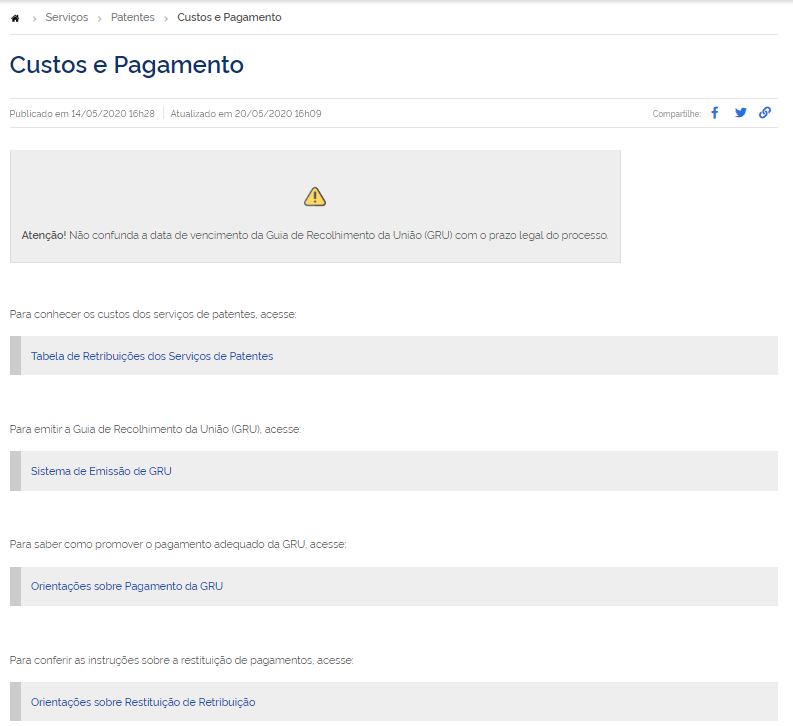 Serviços > Patentes > Custos e Pagamento
Custos e Pagamento
Publicado em 14/05/2020 16h28 | Atualizado em 20/05/2020 16h09 Compartilhe:
Atenção! Não confunda a data de vencimento da Guia de Recolhimento da União (GRU) com o prazo legal do processo.
Para conhecer os custos dos serviços de patentes, acesse:
Tabela de Retribuições dos Serviços de Patentes
Para emitir a Guia de Recolhimento da União (GRU), acesse:
Sistema de Emissão de GRU
Para saber como promover o pagamento adequado da GRU, acesse:
Orientações sobre Pagamento da GRU
Para conferir as instruções sobre a restituição de pagamentos, acesse:
Orientações sobre Restituição de Retribuição